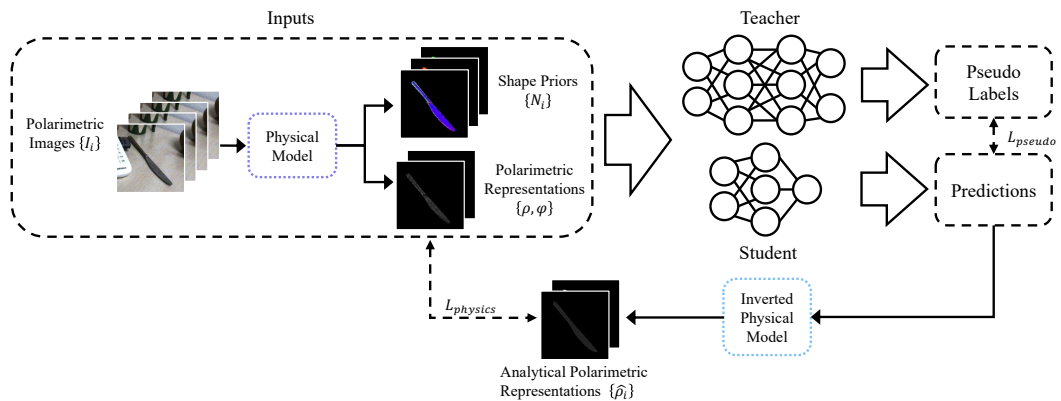 Inputs
Teacher
Polarimetric
Images {I_i}
Physical
Model
Shape Priors
{N_i}
Polarimetric
Representations
{ρ, φ}
Pseudo
Labels
L_pseudo
Predictions
Student
L_physics
Inverted
Physical
Model
Analytical Polarimetric
Representations {ρ̂_i}